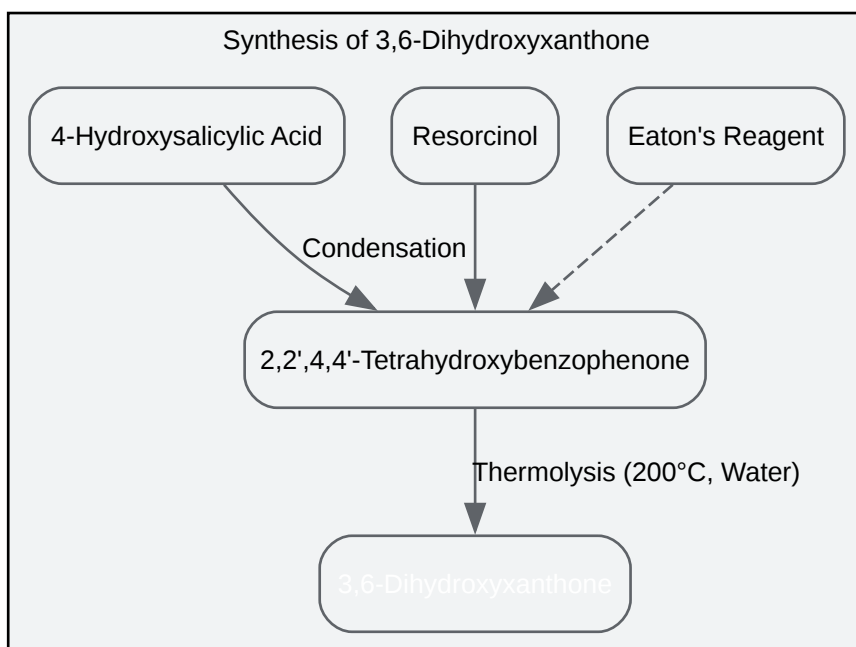 Synthesis of 3,6-Dihydroxyxanthone
4-Hydroxysalicylic Acid
Resorcinol
Eaton's Reagent
Condensation
2,2',4,4'-Tetrahydroxybenzophenone
Thermolysis (200°C, Water)
3,6-Dihydroxyxanthone